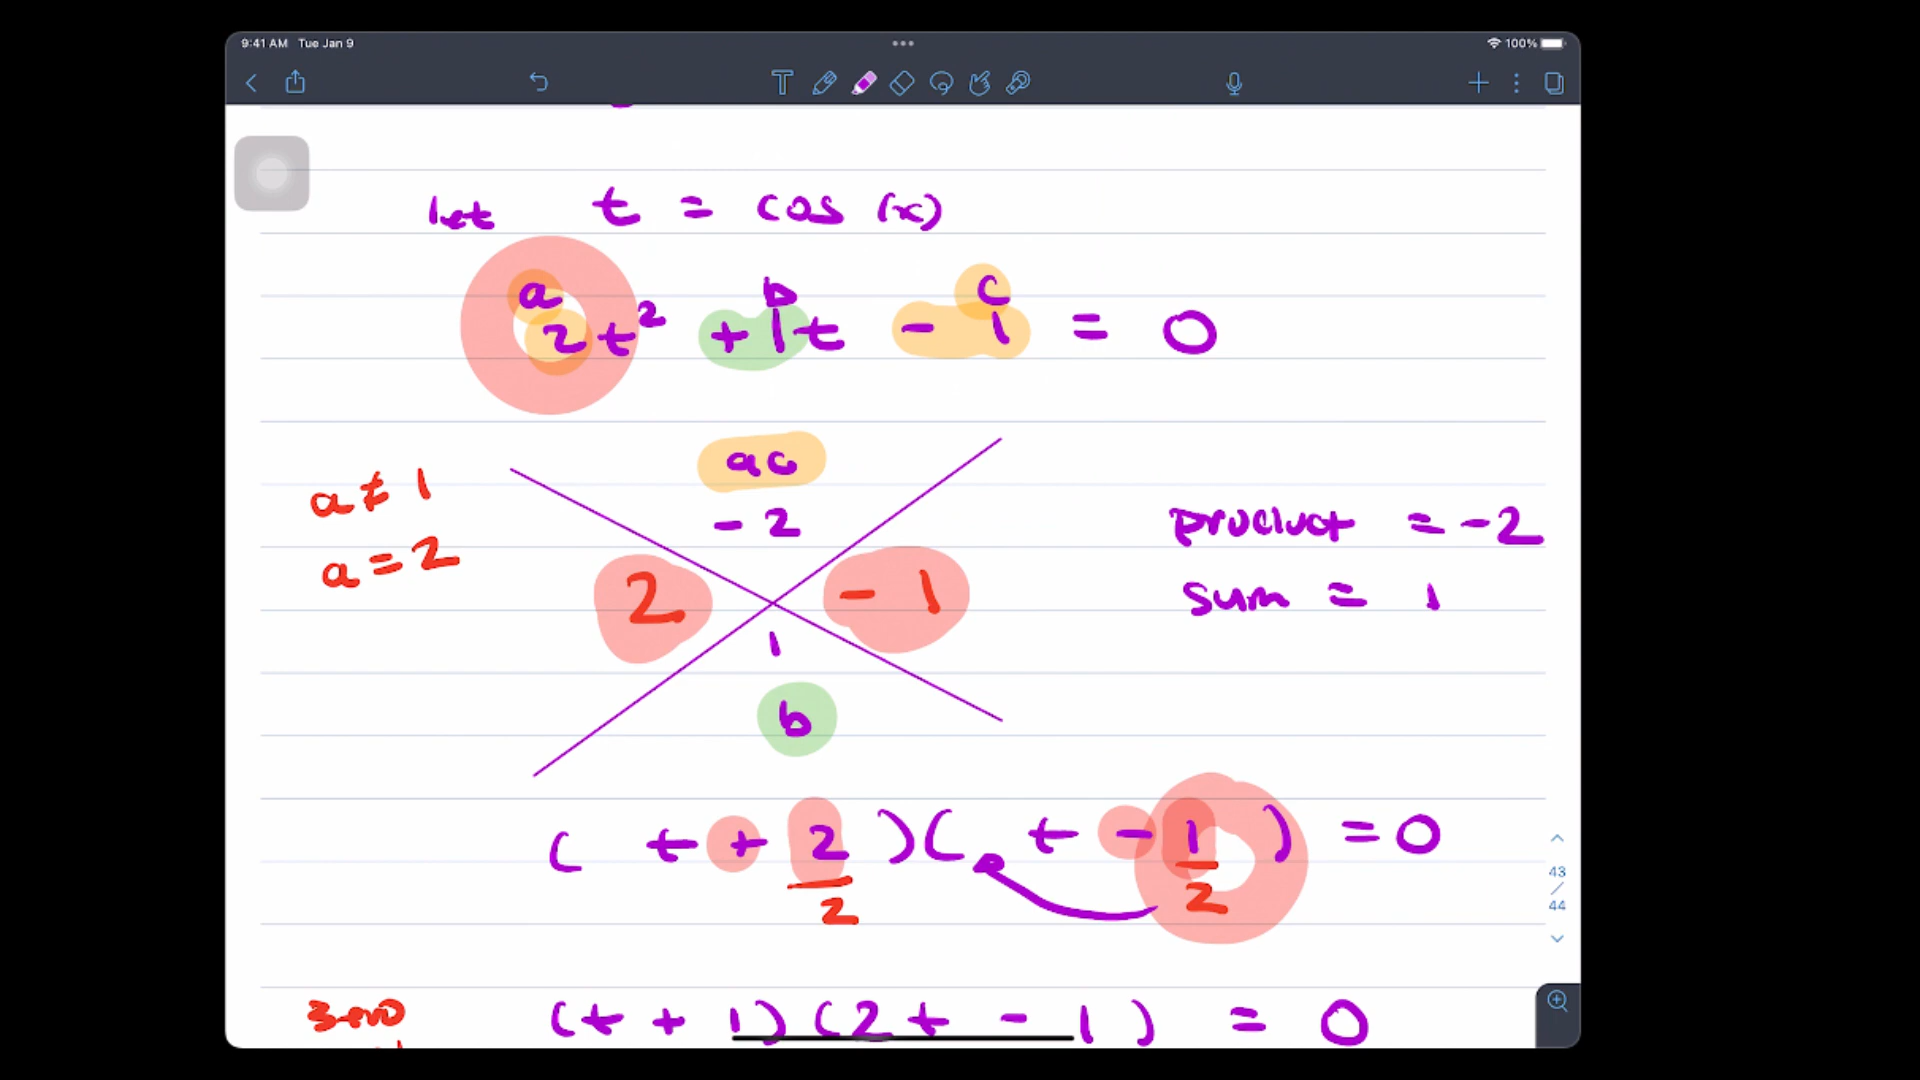 9:41 AM Tue Jan 9
100%
let t = cos (x)
a b c
2t² + 1t - 1 = 0
ac
a ≠ 1
- 2
product = -2
a = 2
2 - 1
sum = 1
1
b
( t + 2/2 )( t - 1/2 ) = 0
43
/
44
zero (t + 1)(2t - 1) = 0